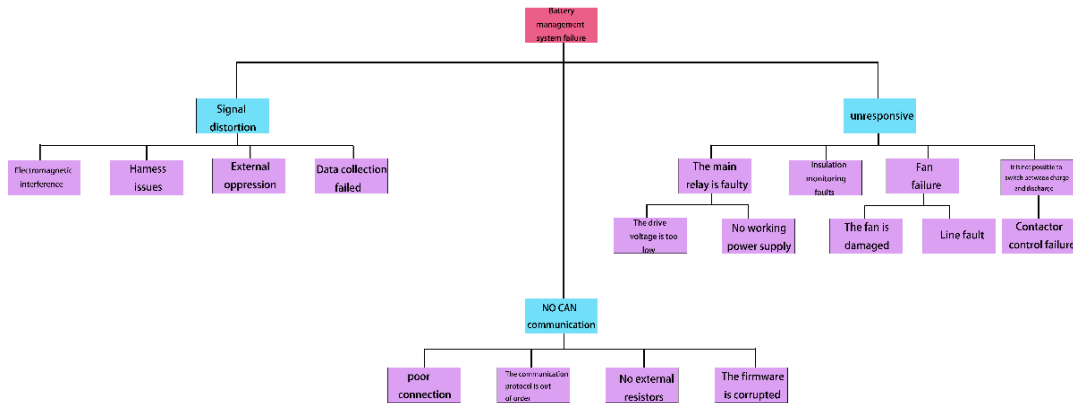 Battery
management
system failure
Signal
distortion
unresponsive
Electromagnetic
interference
Harness
issues
External
oppression
Data collection
failed
The main
relay is faulty
Insulation
monitoring
faults
Fan
failure
It is not possible to
switch between charge
and discharge
The drive
voltage is too
low
No working
power supply
The fan is
damaged
Line fault
Contactor
control failure
NO CAN
communication
poor
connection
The communication
protocol is out
of order
No external
resistors
The firmware
is corrupted